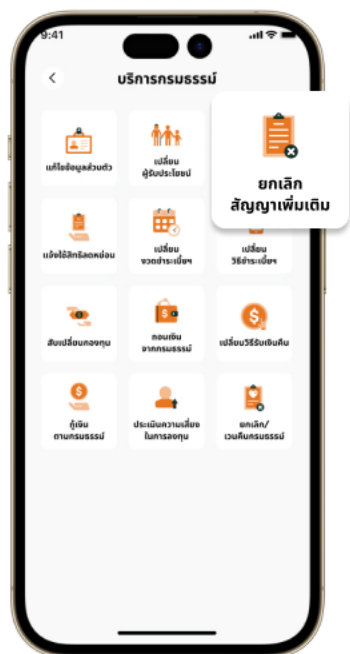 9:41
บริการกรมธรรม์
แก้ไขข้อมูลส่วนตัว
เปลี่ยน
ผู้รับประโยชน์
ยกเลิก
สัญญาเพิ่มเติม
แจ้งใช้สิทธิลดหย่อน
เปลี่ยน
งวดชำระเบี้ยฯ
เปลี่ยน
วิธีชำระเบี้ยฯ
สับเปลี่ยนกองทุน
ถอนเงิน
จากกรมธรรม์
เปลี่ยนวิธีรับเงินคืน
กู้เงิน
ตามกรมธรรม์
ประเมินความเสี่ยง
ในการลงทุน
ยกเลิก/
เวนคืนกรมธรรม์